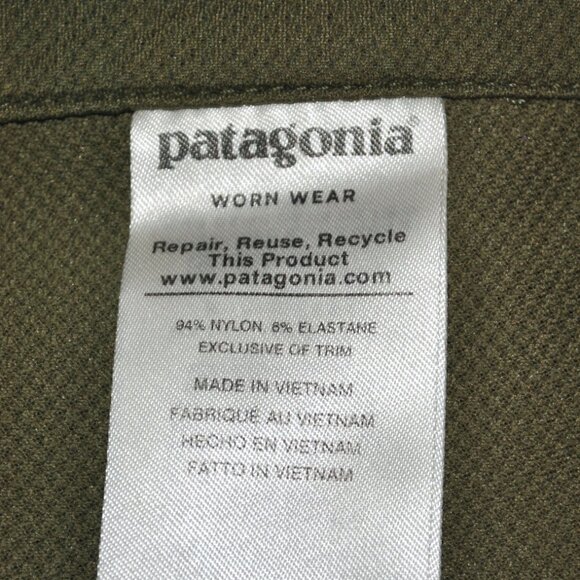 patagonia®
WORN WEAR
Repair, Reuse, Recycle
This Product
www.patagonia.com
94% NYLON 6% ELASTANE
EXCLUSIVE OF TRIM
MADE IN VIETNAM
FABRIQUÉ AU VIETNAM
HECHO EN VIETNAM
FATTO IN VIETNAM